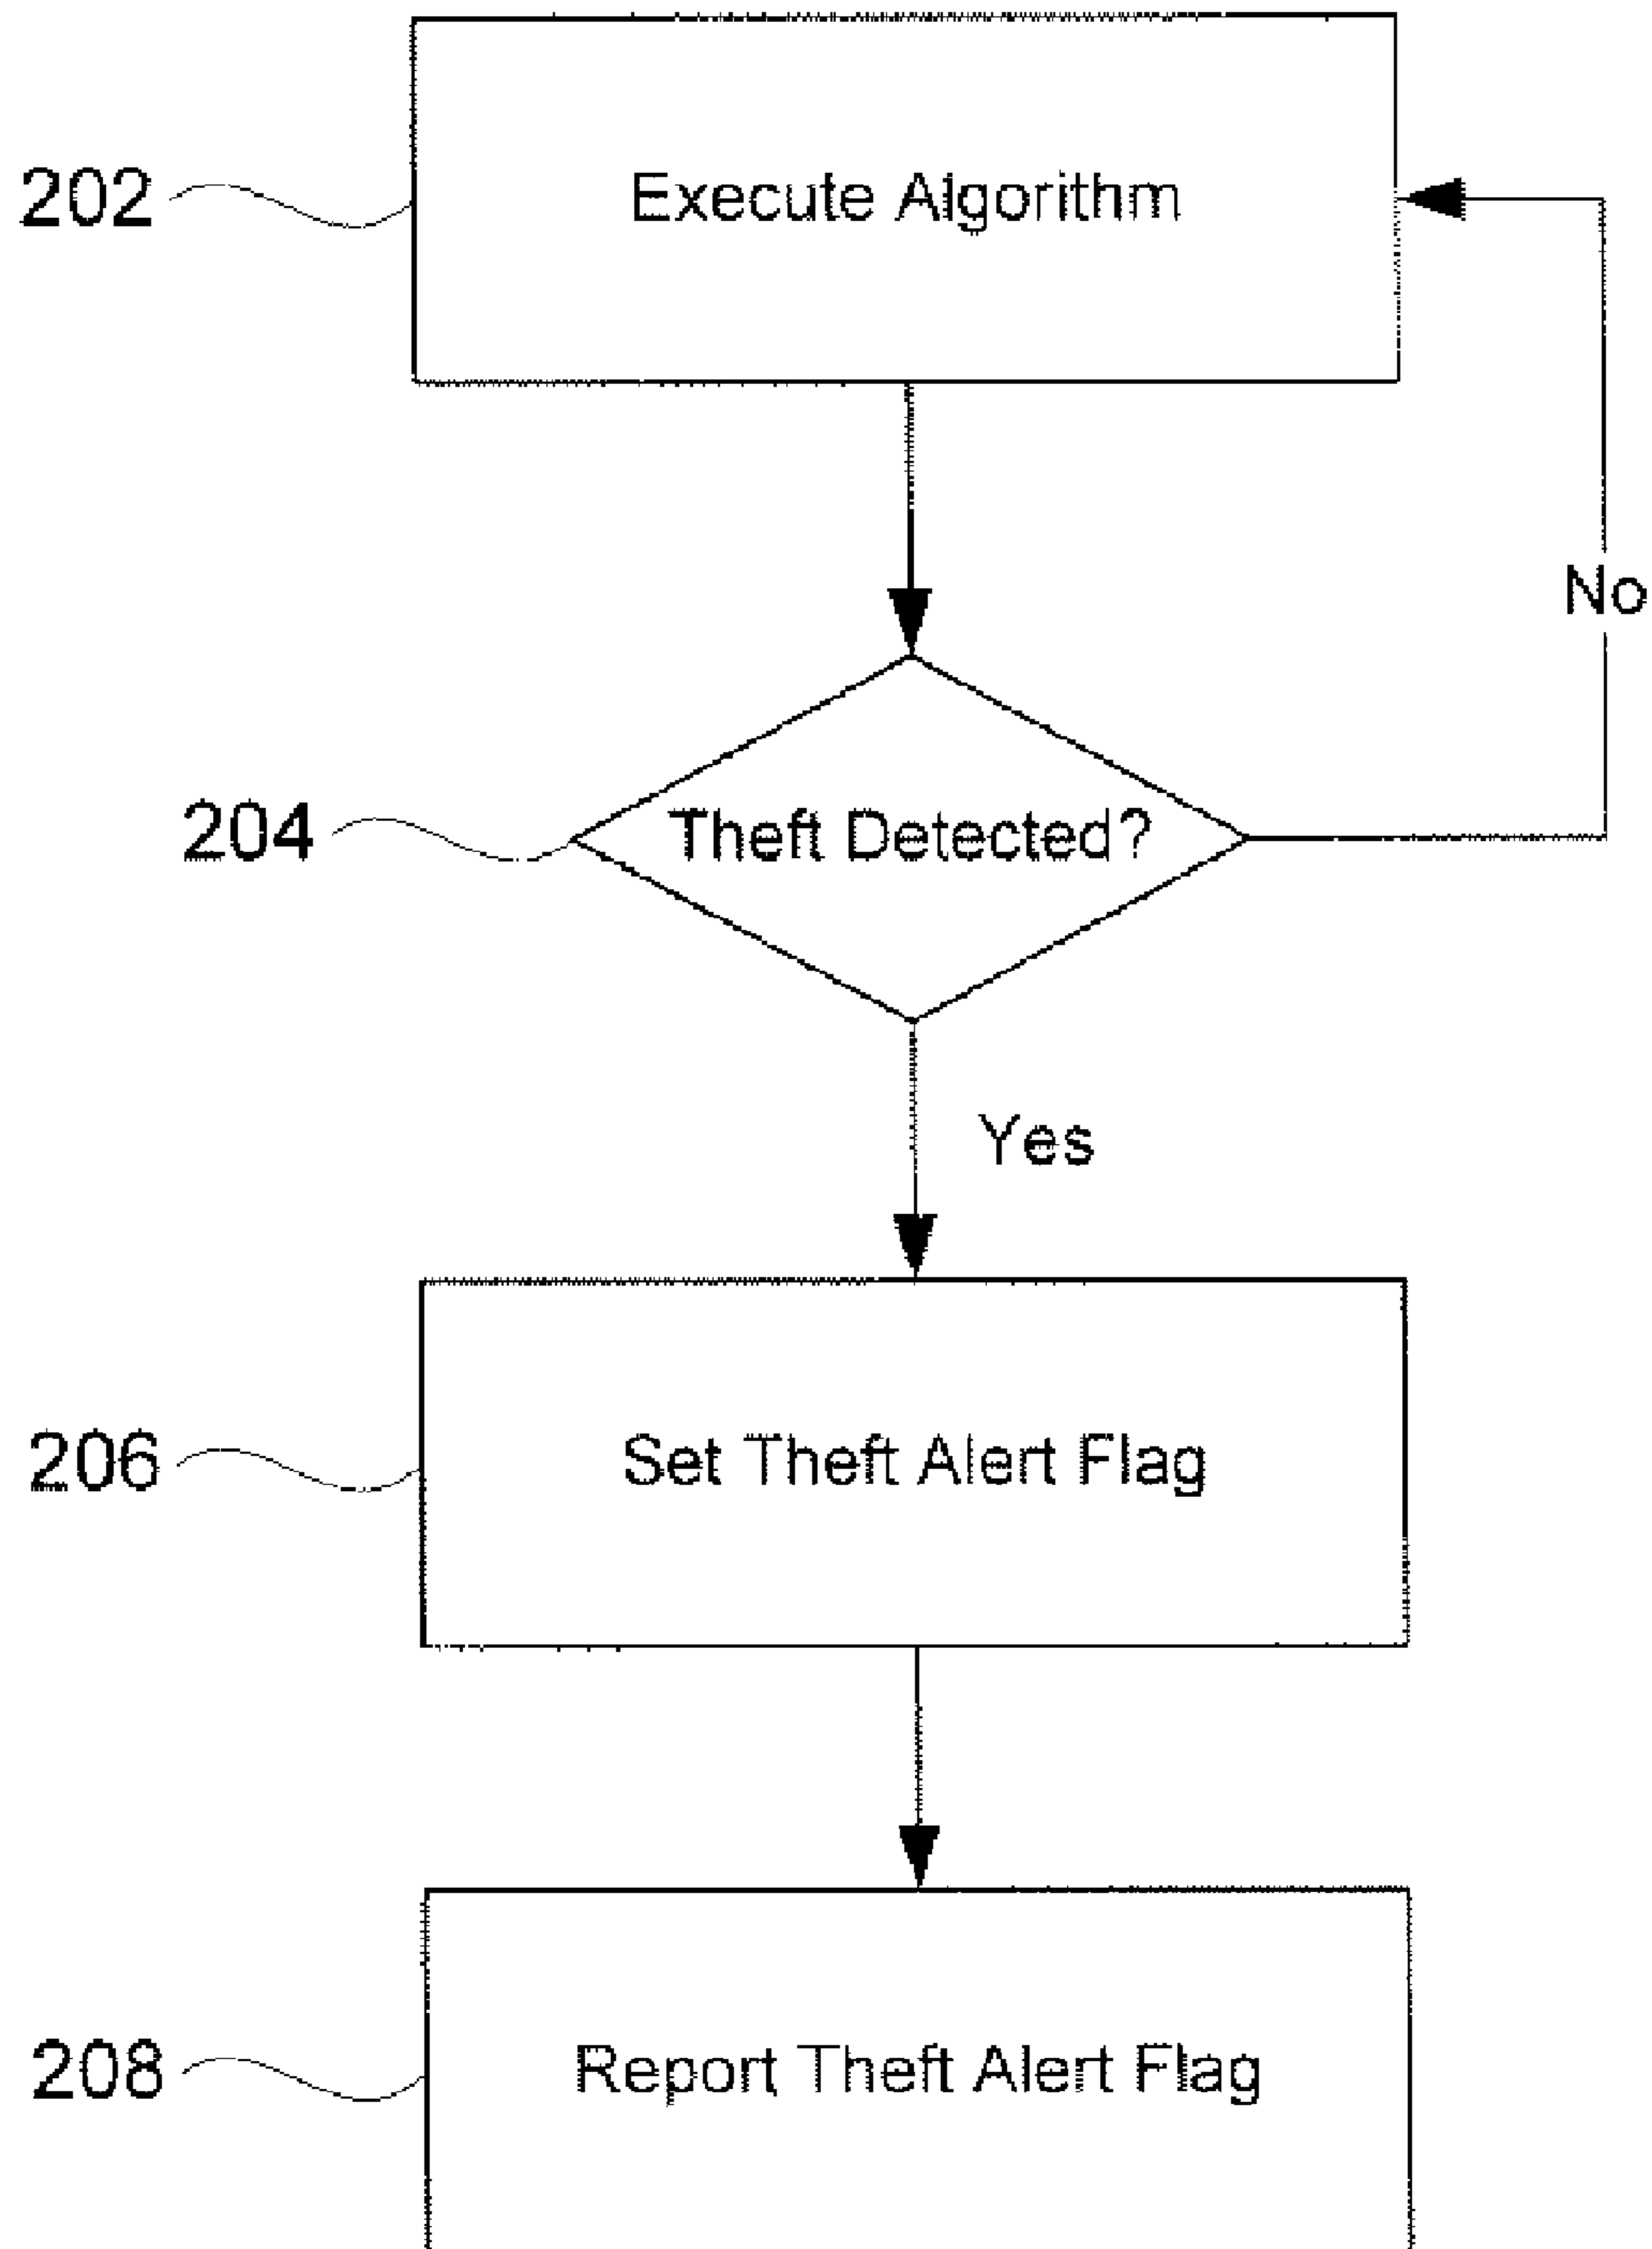 202
Execute Algorithm
No
204
Theft Detected?
Yes
206
Set Theft Alert Flag
208
Report Theft Alert Flag